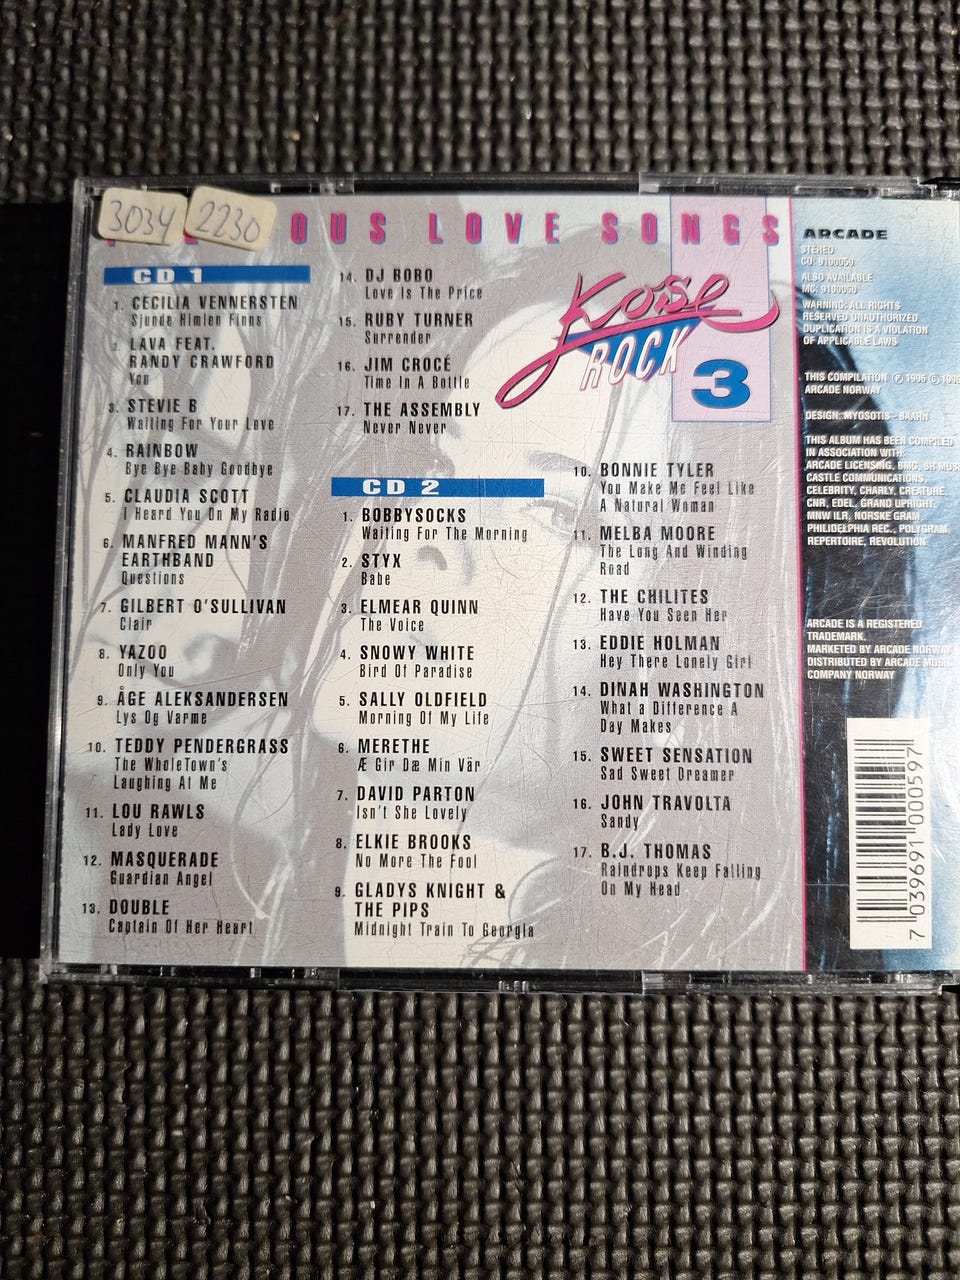 3034
2230
OUS LOVE SONGS
Kose
ROCK
3
CD 1
1. CECILIA VENNERSTEN
Sjunde Himlen Finns
2. LAVA FEAT.
RANDY CRAWFORD
You
3. STEVIE B
Waiting For Your Love
4. RAINBOW
Bye Bye Baby Goodbye
5. CLAUDIA SCOTT
I Heard You On My Radio
6. MANFRED MANN'S
EARTHBAND
Questions
7. GILBERT O'SULLIVAN
Clair
8. YAZOO
Only You
9. ÅGE ALEKSANDERSEN
Lys Og Varme
10. TEDDY PENDERGRASS
The WholeTown's
Laughing At Me
11. LOU RAWLS
Lady Love
12. MASQUERADE
Guardian Angel
13. DOUBLE
Captain Of Her Heart
14. DJ BOBO
Love Is The Price
15. RUBY TURNER
Surrender
16. JIM CROCÉ
Time In A Bottle
17. THE ASSEMBLY
Never Never
CD 2
1. BOBBYSOCKS
Waiting For The Morning
2. STYX
Babe
3. ELMEAR QUINN
The Voice
4. SNOWY WHITE
Bird Of Paradise
5. SALLY OLDFIELD
Morning Of My Life
6. MERETHE
Æ Gir Dæ Min Vår
7. DAVID PARTON
Isn't She Lovely
8. ELKIE BROOKS
No More The Fool
9. GLADYS KNIGHT &
THE PIPS
Midnight Train To Georgia
10. BONNIE TYLER
You Make Me Feel Like
A Natural Woman
11. MELBA MOORE
The Long And Winding
Road
12. THE CHILITES
Have You Seen Her
13. EDDIE HOLMAN
Hey There Lonely Girl
14. DINAH WASHINGTON
What a Difference A
Day Makes
15. SWEET SENSATION
Sad Sweet Dreamer
16. JOHN TRAVOLTA
Sandy
17. B.J. THOMAS
Raindrops Keep Falling
On My Head
ARCADE
STEREO
CD: 9100059
ALSO AVAILABLE
MC: 9100060
WARNING: ALL RIGHTS
RESERVED UNAUTHORIZED
DUPLICATION IS A VIOLATION
OF APPLICABLE LAWS
THIS COMPILATION ℗ 1996 © 1996
ARCADE NORWAY
DESIGN: MYOSOTIS - BAARH
THIS ALBUM HAS BEEN COMPILED
IN ASSOCIATION WITH:
ARCADE LICENSING, BMG, BR MUSIC
CASTLE COMMUNICATIONS,
CELEBRITY, CHARLY, CREATURE,
CNR, EDEL, GRAND UPRIGHT,
MNW ILR, NORSKE GRAM,
PHILIDELPHIA REC., POLYGRAM,
REPERTOIRE, REVOLUTION
ARCADE IS A REGISTERED
TRADEMARK.
MARKETED BY ARCADE NORWAY
DISTRIBUTED BY ARCADE MUSIC
COMPANY NORWAY
7 039691 000597